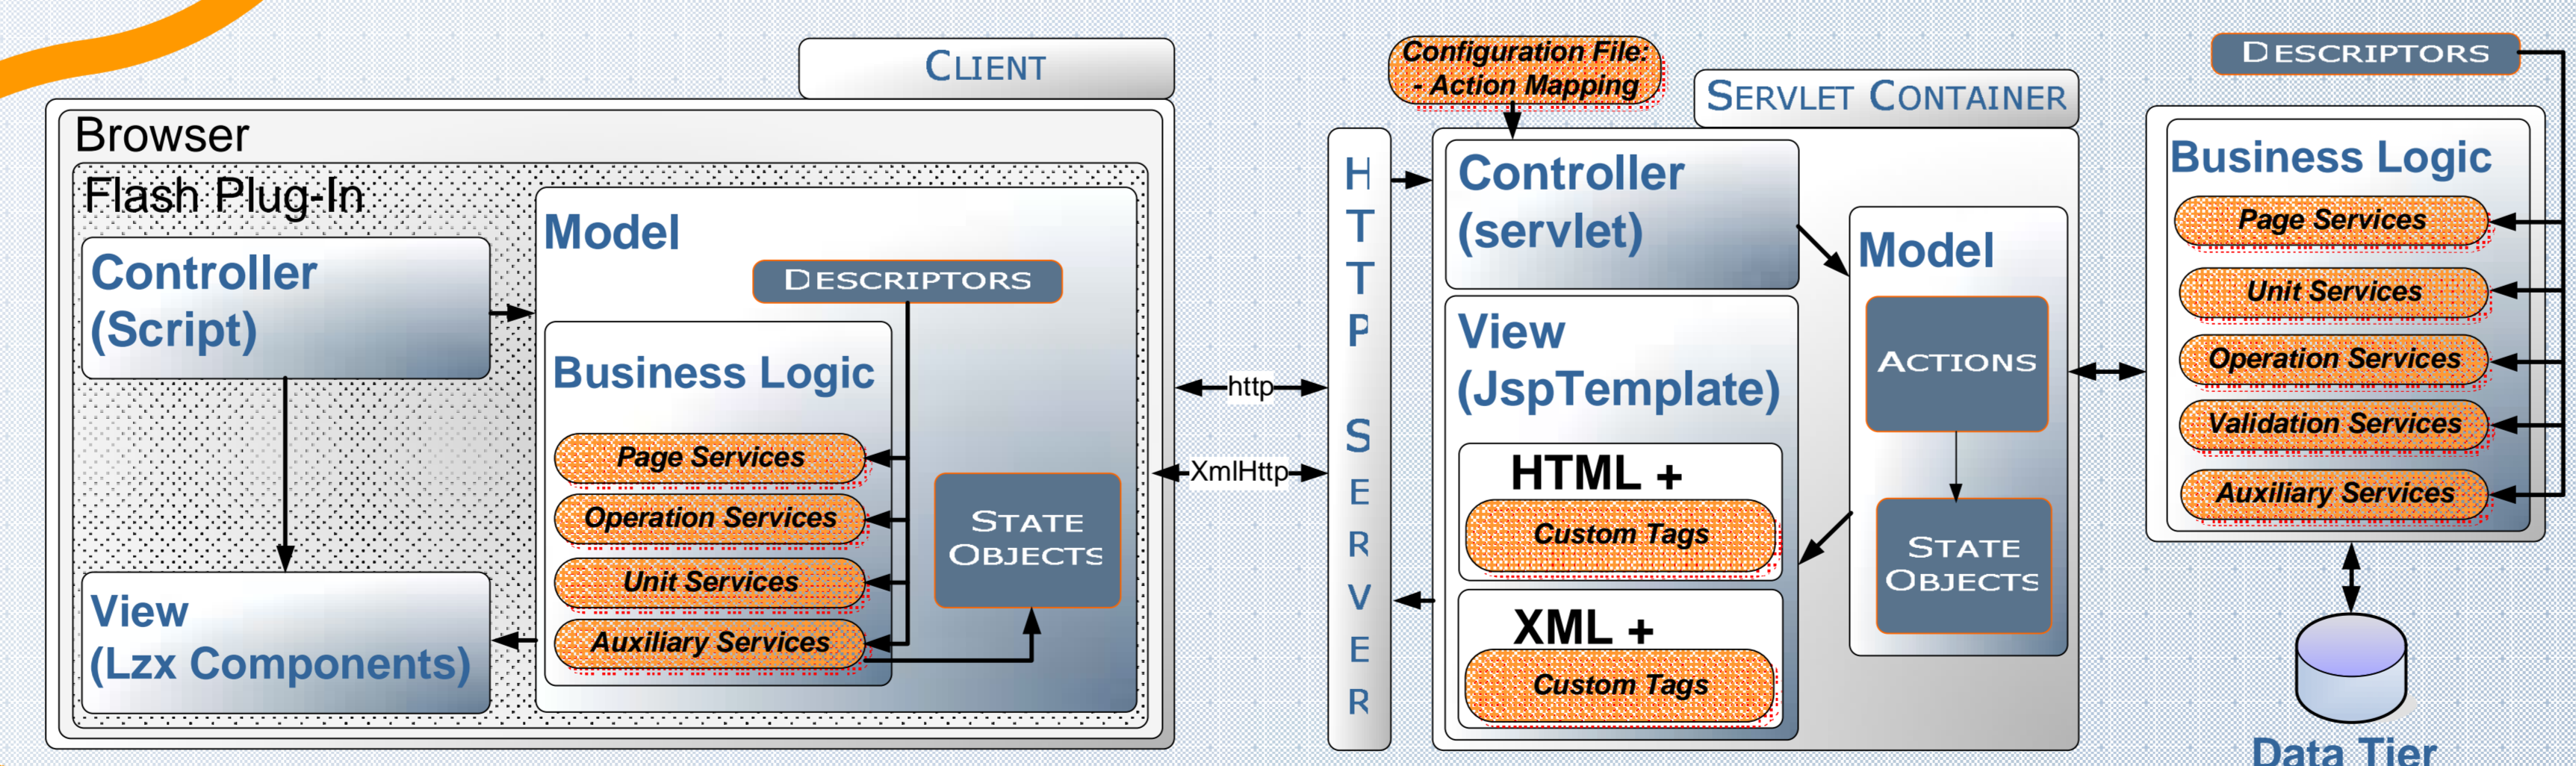 CLIENT
Browser
Flash Plug-In
Controller
(Script)
View
(Lzx Components)
Model
DESCRIPTORS
Business Logic
Page Services
Operation Services
Unit Services
Auxiliary Services
STATE
OBJECTS
http
XmlHttp
HTTP SERVER
Configuration File:
- Action Mapping
SERVLET CONTAINER
Controller
(servlet)
View
(JspTemplate)
HTML +
Custom Tags
XML +
Custom Tags
Model
ACTIONS
STATE
OBJECTS
DESCRIPTORS
Business Logic
Page Services
Unit Services
Operation Services
Validation Services
Auxiliary Services
Data Tier